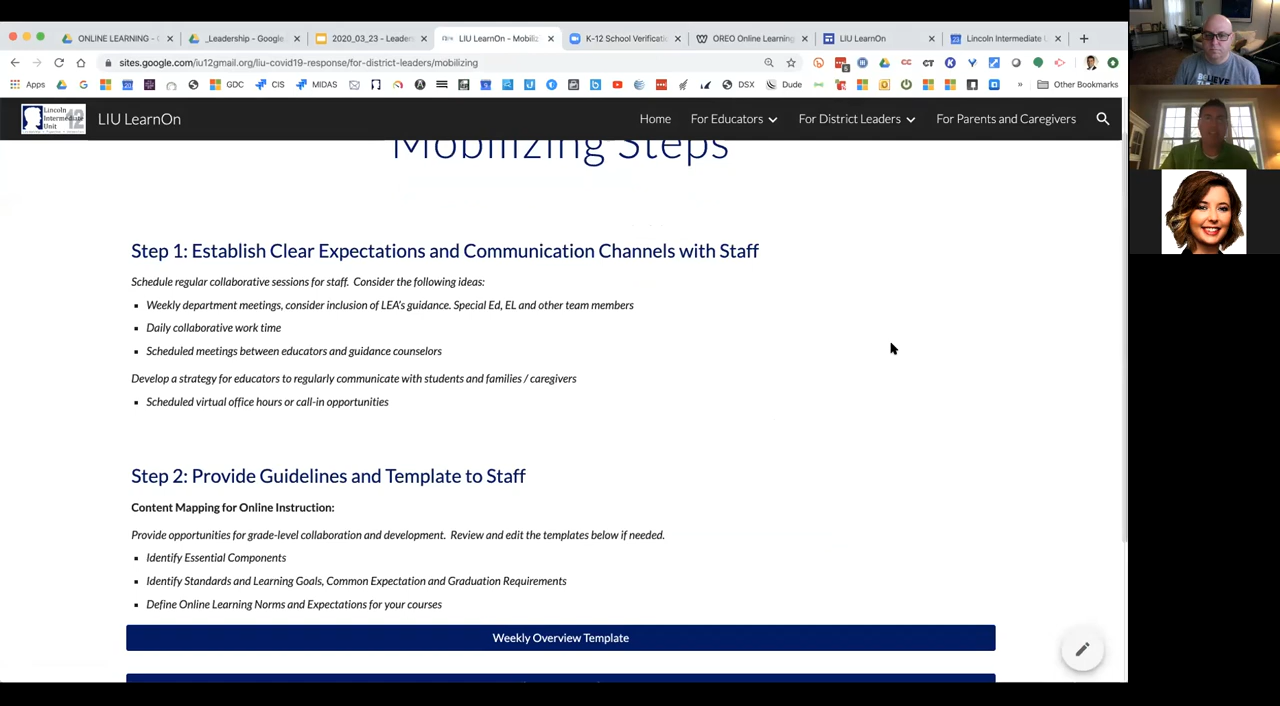 ONLINE LEARNING - 
_Leadership - Google
2020_03_23 - Leader
LIU LearnOn - Mobiliz
K-12 School Verificati
OREO Online Learning
LIU LearnOn
Lincoln Intermediate U
sites.google.com/iu12gmail.org/liu-covid19-response/for-district-leaders/mobilizing
Apps
GDC
CIS
MIDAS
DSX
Dude
»
Other Bookmarks
Lincoln
Intermediate
Unit
12
LIU LearnOn
Home
For Educators
For District Leaders
For Parents and Caregivers
Mobilizing Steps
Step 1: Establish Clear Expectations and Communication Channels with Staff
Schedule regular collaborative sessions for staff. Consider the following ideas:
▪ Weekly department meetings, consider inclusion of LEA's guidance. Special Ed, EL and other team members
▪ Daily collaborative work time
▪ Scheduled meetings between educators and guidance counselors
Develop a strategy for educators to regularly communicate with students and families / caregivers
▪ Scheduled virtual office hours or call-in opportunities
Step 2: Provide Guidelines and Template to Staff
Content Mapping for Online Instruction:
Provide opportunities for grade-level collaboration and development. Review and edit the templates below if needed.
▪ Identify Essential Components
▪ Identify Standards and Learning Goals, Common Expectation and Graduation Requirements
▪ Define Online Learning Norms and Expectations for your courses
Weekly Overview Template